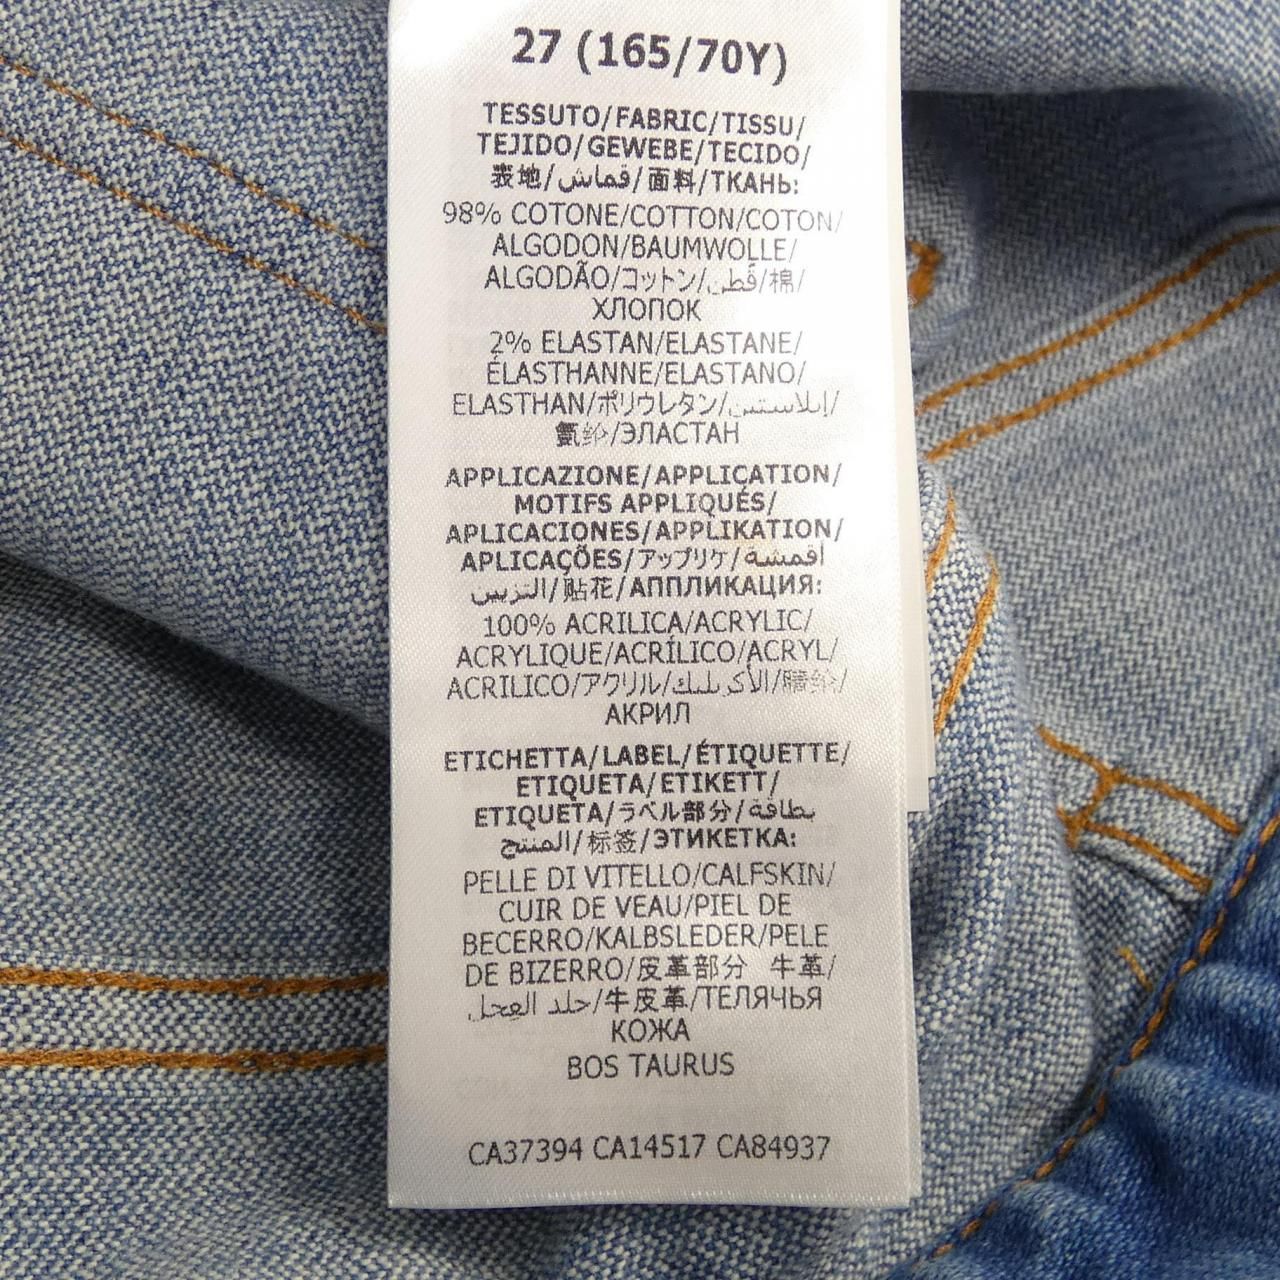 27 (165/70Y)
TESSUTO/FABRIC/TISSU/
TEJIDO/GEWEBE/TECIDO/
表地/قماش/面料/ТКАНЬ:
98% COTONE/COTTON/COTON/
ALGODON/BAUMWOLLE/
ALGODÃO/コットン/قطن/棉/
ХЛОПОК
2% ELASTAN/ELASTANE/
ÉLASTHANNE/ELASTANO/
ELASTHAN/ポリウレタン/إيلاستين/
氨纶/ЭЛАСТАН
APPLICAZIONE/APPLICATION/
MOTIFS APPLIQUÉS/
APLICACIONES/APPLIKATION/
APLICAÇÕES/アップリケ/أقمشة
التزيين/贴花/АППЛИКАЦИЯ:
100% ACRILICA/ACRYLIC/
ACRYLIQUE/ACRÍLICO/ACRYL/
ACRILICO/アクリル/الأكريليك/腈纶/
АКРИЛ
ETICHETTA/LABEL/ÉTIQUETTE/
ETIQUETA/ETIKETT/
ETIQUETA/ラベル部分/بطاقة
المنتج/标签/ЭТИКЕТКА:
PELLE DI VITELLO/CALFSKIN/
CUIR DE VEAU/PIEL DE
BECERRO/KALBSLEDER/PELE
DE BIZERRO/皮革部分 牛革/
جلد العجل/牛皮革/ТЕЛЯЧЬЯ
КОЖА
BOS TAURUS
CA37394 CA14517 CA84937